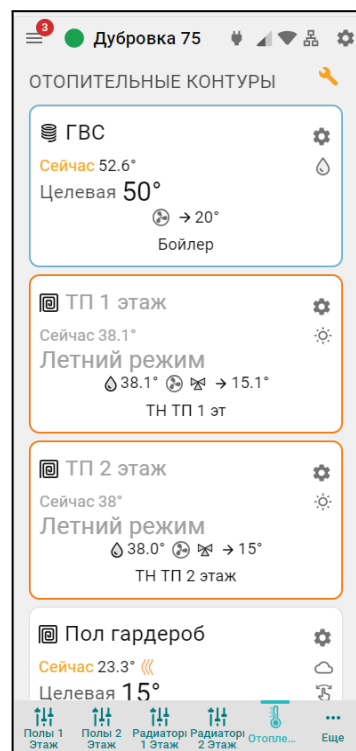 3
Дубровка 75
ОТОПИТЕЛЬНЫЕ КОНТУРЫ
ГВС
Сейчас 52.6°
Целевая 50°
→ 20°
Бойлер
ТП 1 этаж
Сейчас 38.1°
Летний режим
38.1° → 15.1°
ТН ТП 1 эт
ТП 2 этаж
Сейчас 38°
Летний режим
38.0° → 15°
ТН ТП 2 этаж
Пол гардероб
Сейчас 23.3°
Целевая 15°
Полы 1 Этаж
Полы 2 Этаж
Радиаторы 1 Этаж
Радиаторы 2 Этаж
Отопле...
Еще